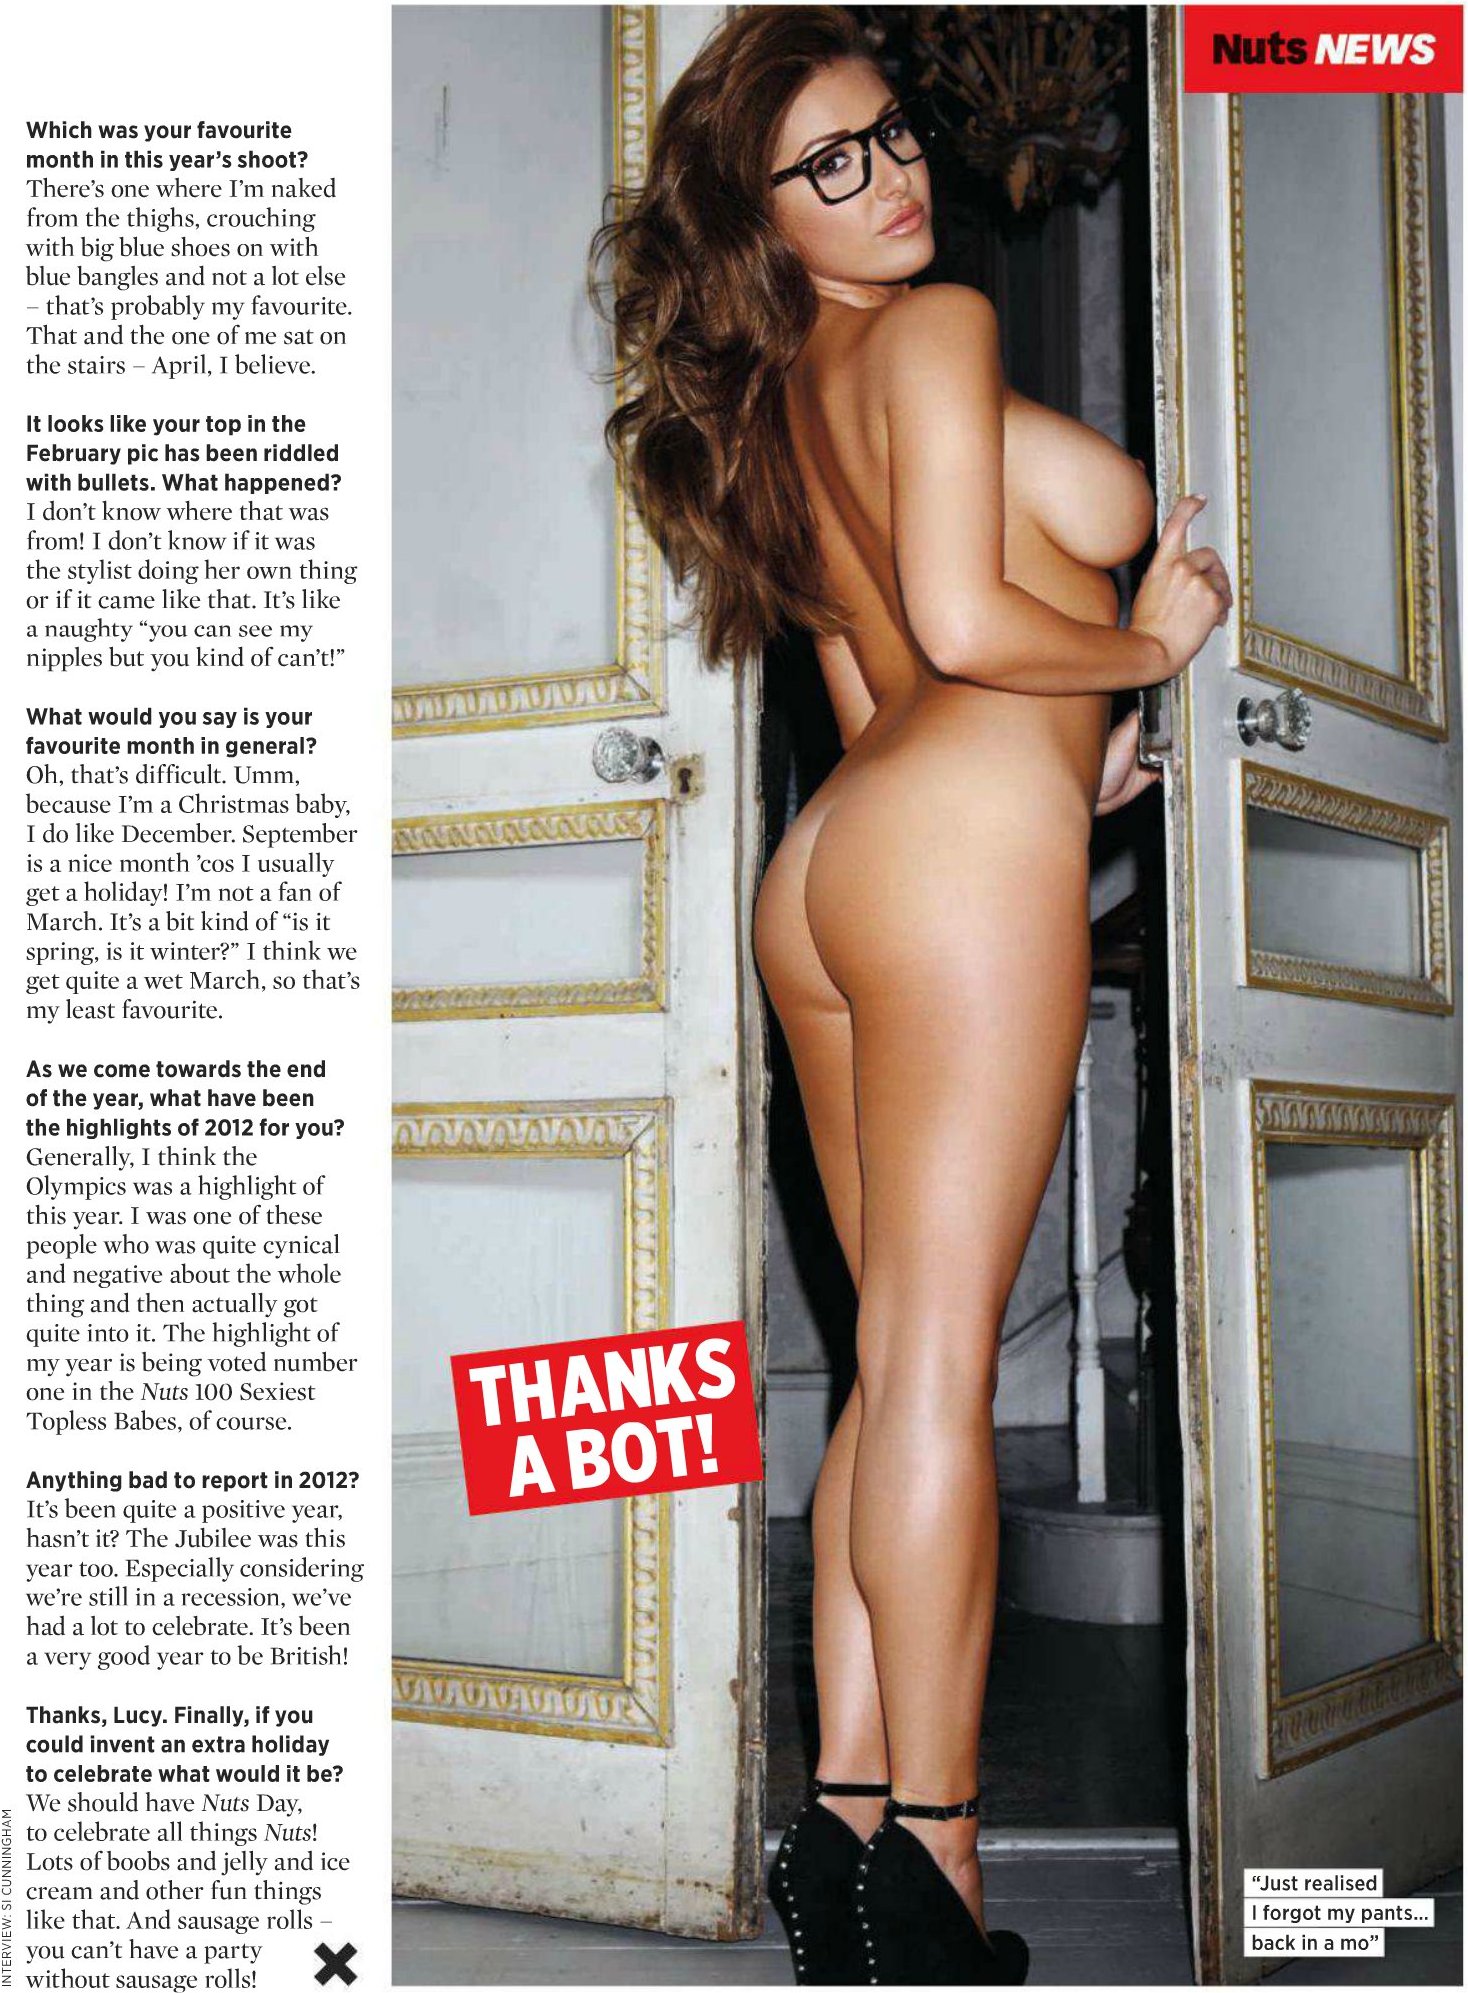 Nuts NEWS
Which was your favourite
month in this year's shoot?
There's one where I'm naked
from the thighs, crouching
with big blue shoes on with
blue bangles and not a lot else
– that's probably my favourite.
That and the one of me sat on
the stairs – April, I believe.
It looks like your top in the
February pic has been riddled
with bullets. What happened?
I don't know where that was
from! I don't know if it was
the stylist doing her own thing
or if it came like that. It's like
a naughty “you can see my
nipples but you kind of can't!”
What would you say is your
favourite month in general?
Oh, that's difficult. Umm,
because I'm a Christmas baby,
I do like December. September
is a nice month ’cos I usually
get a holiday! I'm not a fan of
March. It's a bit kind of “is it
spring, is it winter?” I think we
get quite a wet March, so that's
my least favourite.
As we come towards the end
of the year, what have been
the highlights of 2012 for you?
Generally, I think the
Olympics was a highlight of
this year. I was one of these
people who was quite cynical
and negative about the whole
thing and then actually got
quite into it. The highlight of
my year is being voted number
one in the Nuts 100 Sexiest
Topless Babes, of course.
Anything bad to report in 2012?
It's been quite a positive year,
hasn't it? The Jubilee was this
year too. Especially considering
we're still in a recession, we've
had a lot to celebrate. It's been
a very good year to be British!
Thanks, Lucy. Finally, if you
could invent an extra holiday
to celebrate what would it be?
We should have Nuts Day,
to celebrate all things Nuts!
Lots of boobs and jelly and ice
cream and other fun things
like that. And sausage rolls –
you can't have a party
without sausage rolls!
INTERVIEW: SI CUNNINGHAM
THANKS
A BOT!
“Just realised
I forgot my pants...
back in a mo”